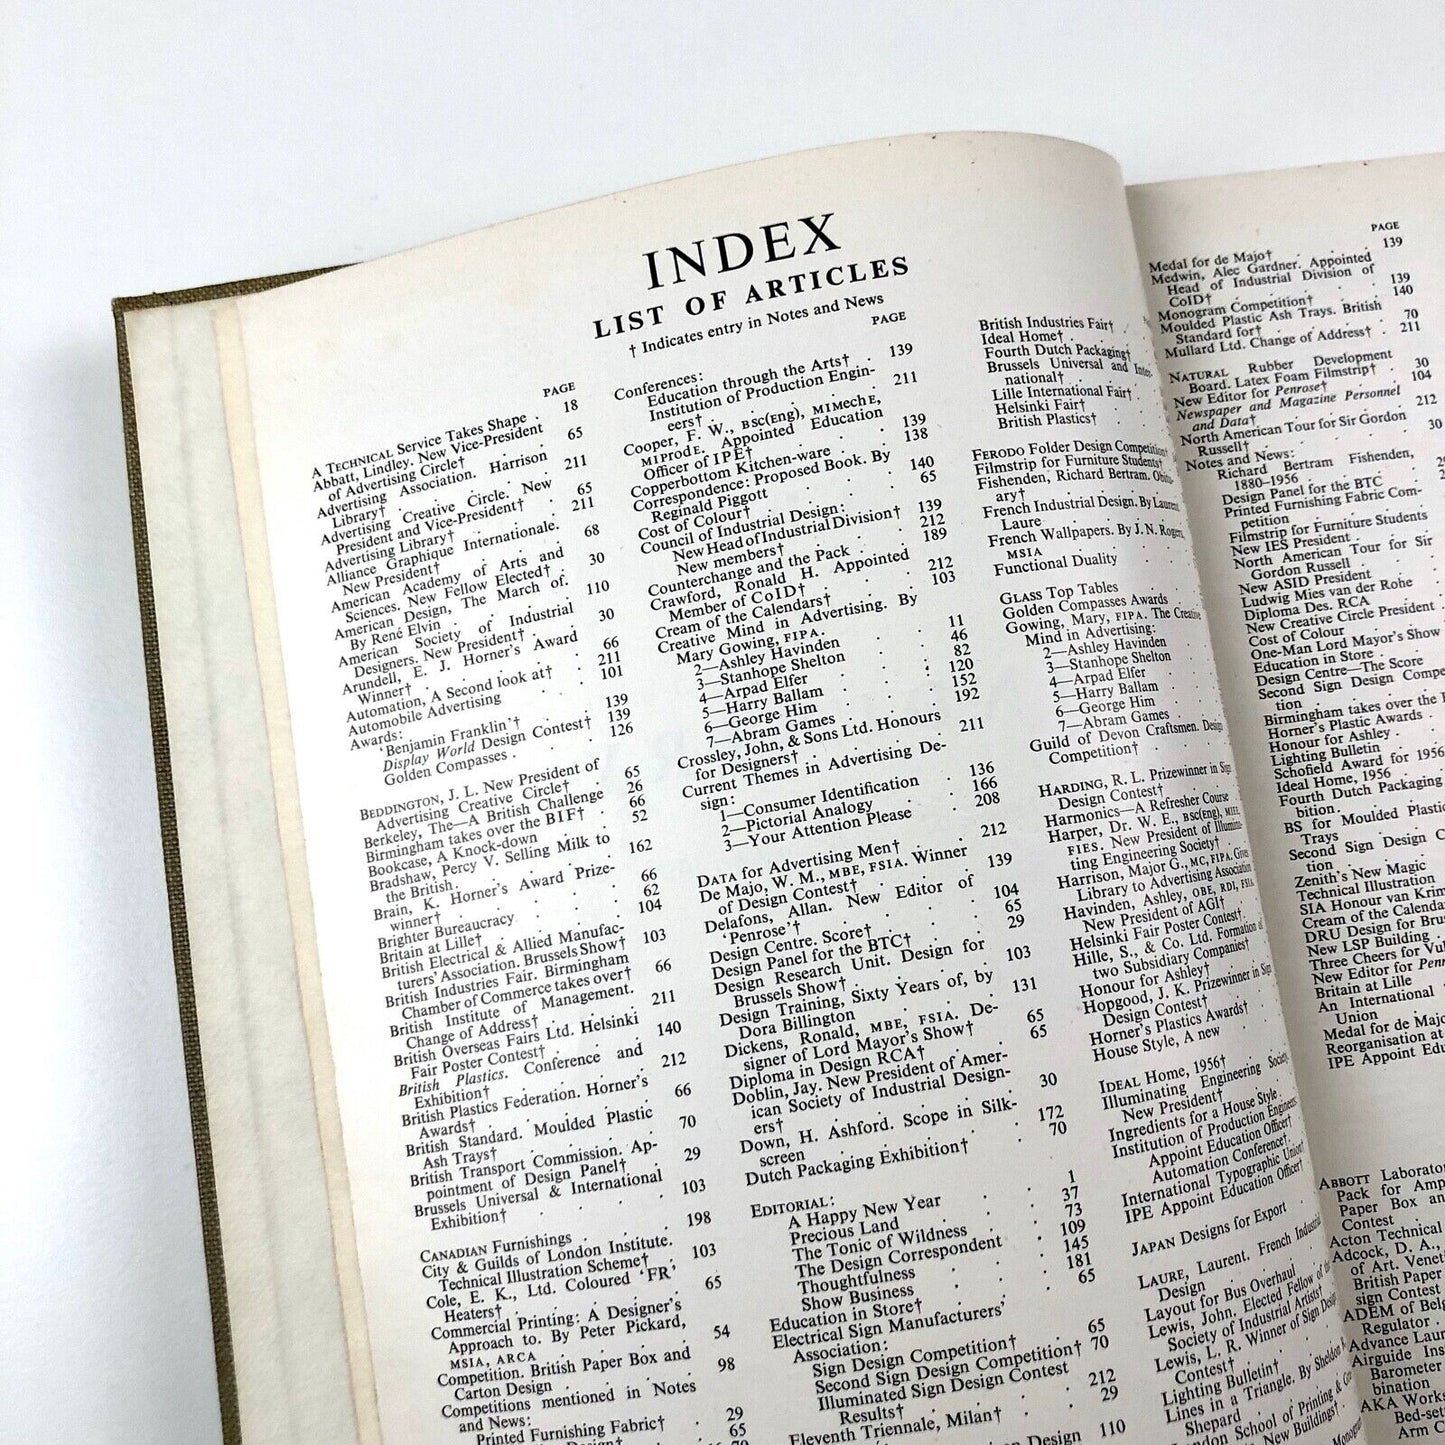 INDEX
LIST OF ARTICLES
† Indicates entry in Notes and News
PAGE
A TECHNICAL Service Takes Shape . 18
Abbatt, Lindley. New Vice-President
of Advertising Circle† 65
Advertising Association. Harrison
Library† . . . 211
Advertising Creative Circle. New
President and Vice-President† . 65
Advertising Library† . . . 211
Alliance Graphique Internationale.
New President† . . . 68
American Academy of Arts and
Sciences. New Fellow Elected† . 30
American Design, The March of.
By René Elvin . . . 110
American Society of Industrial
Designers. New President† . 30
Arundell, E. J. Horner's Award
Winner† . . . 66
Automation, A Second look at† . 211
Automobile Advertising . . 101
Awards:
'Benjamin Franklin'† . . 139
Display World Design Contest† 139
Golden Compasses . . . 126
BEDDINGTON, J. L. New President of
Advertising Creative Circle† . 65
Berkeley, The—A British Challenge 26
Birmingham takes over the BIF† . 66
Bookcase, A Knock-down . . 52
Bradshaw, Percy V. Selling Milk to
the British . . . 162
Brain, K. Horner's Award Prize-
winner† . . . 66
Brighter Bureaucracy . . 62
Britain at Lille† . . . 104
British Electrical & Allied Manufac-
turers' Association. Brussels Show† 103
British Industries Fair. Birmingham
Chamber of Commerce takes over† 66
British Institute of Management.
Change of Address† . . . 211
British Overseas Fairs Ltd. Helsinki
Fair Poster Contest† . . 140
British Plastics. Conference and
Exhibition† . . . 212
British Plastics Federation. Horner's
Awards† . . . 66
British Standard. Moulded Plastic
Ash Trays† . . . 70
British Transport Commission. Ap-
pointment of Design Panel† . 29
Brussels Universal & International
Exhibition† . . . 103
CANADIAN Furnishings . . 198
City & Guilds of London Institute.
Technical Illustration Scheme† . 103
Cole, E. K., Ltd. Coloured 'FR'
Heaters† . . . 65
Commercial Printing: A Designer's
Approach to. By Peter Pickard,
MSIA, ARCA . . . 54
Competition. British Paper Box and
Carton Design . . . 98
Competitions mentioned in Notes
and News:
Printed Furnishing Fabric† . 29
PAGE
Conferences:
Education through the Arts† . 139
Institution of Production Engin-
eers† . . . 211
Cooper, F. W., BSC(Eng), MIMechE,
MIPRODE. Appointed Education
Officer of IPE† . . . 139
Copperbottom Kitchen-ware . 138
Correspondence: Proposed Book. By
Reginald Piggott . . . 140
Cost of Colour† . . . 65
Council of Industrial Design:
New Head of Industrial Division† 139
New members† . . . 212
Counterchange and the Pack . 189
Crawford, Ronald H. Appointed
Member of CoID† . . . 212
Cream of the Calendars† . . 103
Creative Mind in Advertising. By
Mary Gowing, FIPA.
2—Ashley Havinden . . 11
3—Stanhope Shelton . . 46
4—Arpad Elfer . . 82
5—Harry Ballam . . 120
6—George Him . . 152
7—Abram Games . . 192
Crossley, John, & Sons Ltd. Honours
for Designers† . . . 211
Current Themes in Advertising De-
sign:
1—Consumer Identification . 136
2—Pictorial Analogy . . 166
3—Your Attention Please . 208
DATA for Advertising Men† . 212
De Majo, W. M., MBE, FSIA. Winner
of Design Contest† . . 139
Delafons, Allan. New Editor of
'Penrose'† . . . 104
Design Centre. Score† . . 65
Design Panel for the BTC† . . 29
Design Research Unit. Design for
Brussels Show† . . . 103
Design Training, Sixty Years of, by
Dora Billington . . . 131
Dickens, Ronald, MBE, FSIA. De-
signer of Lord Mayor's Show† . 65
Diploma in Design RCA† . . 65
Doblin, Jay. New President of Amer-
ican Society of Industrial Design-
ers† . . . 30
Down, H. Ashford. Scope in Silk-
screen . . . 172
Dutch Packaging Exhibition† . 70
EDITORIAL:
A Happy New Year . . 1
Precious Land . . 37
The Tonic of Wildness . . 73
The Design Correspondent . 109
Thoughtfulness . . 145
Show Business . . 181
Education in Store† . . 65
Electrical Sign Manufacturers'
Association:
Sign Design Competition† . 65
Second Sign Design Competition† 70
Illuminated Sign Design Contest
Results† . . . 212
Eleventh Triennale, Milan† . . 29
110
British Industries Fair†
Ideal Home† .
Fourth Dutch Packaging†
Brussels Universal and Inter-
national† .
Lille International Fair† .
Helsinki Fair† .
British Plastics† .
FERODO Folder Design Competition†
Filmstrip for Furniture Students†
Fishenden, Richard Bertram. Obitu-
ary† .
French Industrial Design. By Laurent
Laure .
French Wallpapers. By J. N. Rogers,
MSIA .
Functional Duality .
GLASS Top Tables .
Golden Compasses Awards .
Gowing, Mary, FIPA. The Creative
Mind in Advertising:
2—Ashley Havinden
3—Stanhope Shelton
4—Arpad Elfer .
5—Harry Ballam .
6—George Him .
7—Abram Games .
Guild of Devon Craftsmen. Design
Competition† .
HARDING, R. L. Prizewinner in Sign
Design Contest†
Harmonics—A Refresher Course
Harper, Dr. W. E., BSC(Eng), MIEE,
FIES. New President of Illumin-
ating Engineering Society†
Harrison, Major G., MC, FIPA. Gives
Library to Advertising Association
Havinden, Ashley, OBE, RDI, FSIA.
New President of AGI†
Helsinki Fair Poster Contest†
Hille, S., & Co. Ltd. Formation of
two Subsidiary Companies†
Honour for Ashley†
Hopgood, J. K. Prizewinner in Sign
Design Contest†
Horner's Plastics Awards†
House Style, A new
IDEAL Home, 1956†
Illuminating Engineering Society.
New President†
Ingredients for a House Style .
Institution of Production Engineers
Appoint Education Officer†
Automation Conference†
International Typographic Union†
IPE Appoint Education Officer†
JAPAN Designs for Export
LAURE, Laurent. French Industrial
Design
Layout for Bus Overhaul
Lewis, John. Elected Fellow of the
Society of Industrial Artists†
Lewis, L. R. Winner of Sign Design
Contest†
Lighting Bulletin†
Lines in a Triangle. By Sheldon
Shepard
London School of Printing &
New Buildings†
PAGE
Medal for de Majo† . 139
Medwin, Alec Gardner. Appointed
Head of Industrial Division of
CoID† . . . 139
Monogram Competition† . 140
Moulded Plastic Ash Trays. British
Standard for† . . . 70
Mullard Ltd. Change of Address† . 211
NATURAL Rubber Development
Board. Latex Foam Filmstrip† . 30
New Editor for Penrose† . . 104
Newspaper and Magazine Personnel
and Data† . . . 212
North American Tour for Sir Gordon
Russell† . . . 30
Notes and News:
Richard Bertram Fishenden,
1880–1956 .
Design Panel for the BTC
Printed Furnishing Fabric Com-
petition .
Filmstrip for Furniture Students
New IES President .
North American Tour for Sir
Gordon Russell .
New ASID President
Ludwig Mies van der Rohe
Diploma Des. RCA
New Creative Circle President
Cost of Colour .
One-Man Lord Mayor's Show
Education in Store .
Design Centre—The Score
Second Sign Design Compe
tion .
Birmingham takes over the
Horner's Plastic Awards .
Honour for Ashley .
Lighting Bulletin
Schofield Award for 1956
Ideal Home, 1956 .
Fourth Dutch Packaging
bition .
BS for Moulded Plastic
Trays .
Second Sign Design C
tion
Zenith's New Magic
Technical Illustration
SIA Honour van Krim
Cream of the Calenda
DRU Design for Bru
New LSP Building .
Three Cheers for Vul
New Editor for Penr
Britain at Lille .
An International
Union
Medal for de Majo
Reorganisation at
IPE Appoint Educa
ABBOTT Laborator
Pack for Amp
Paper Box and
Contest
Acton Technical
Adcock, D. A.,
of Art. Venet
British Paper
sign Contest
ADEM of Belg
Regulator .
Advance Laun
Airguide Ins
Barometer
bination
AKA Works
Bed-set
Arm C